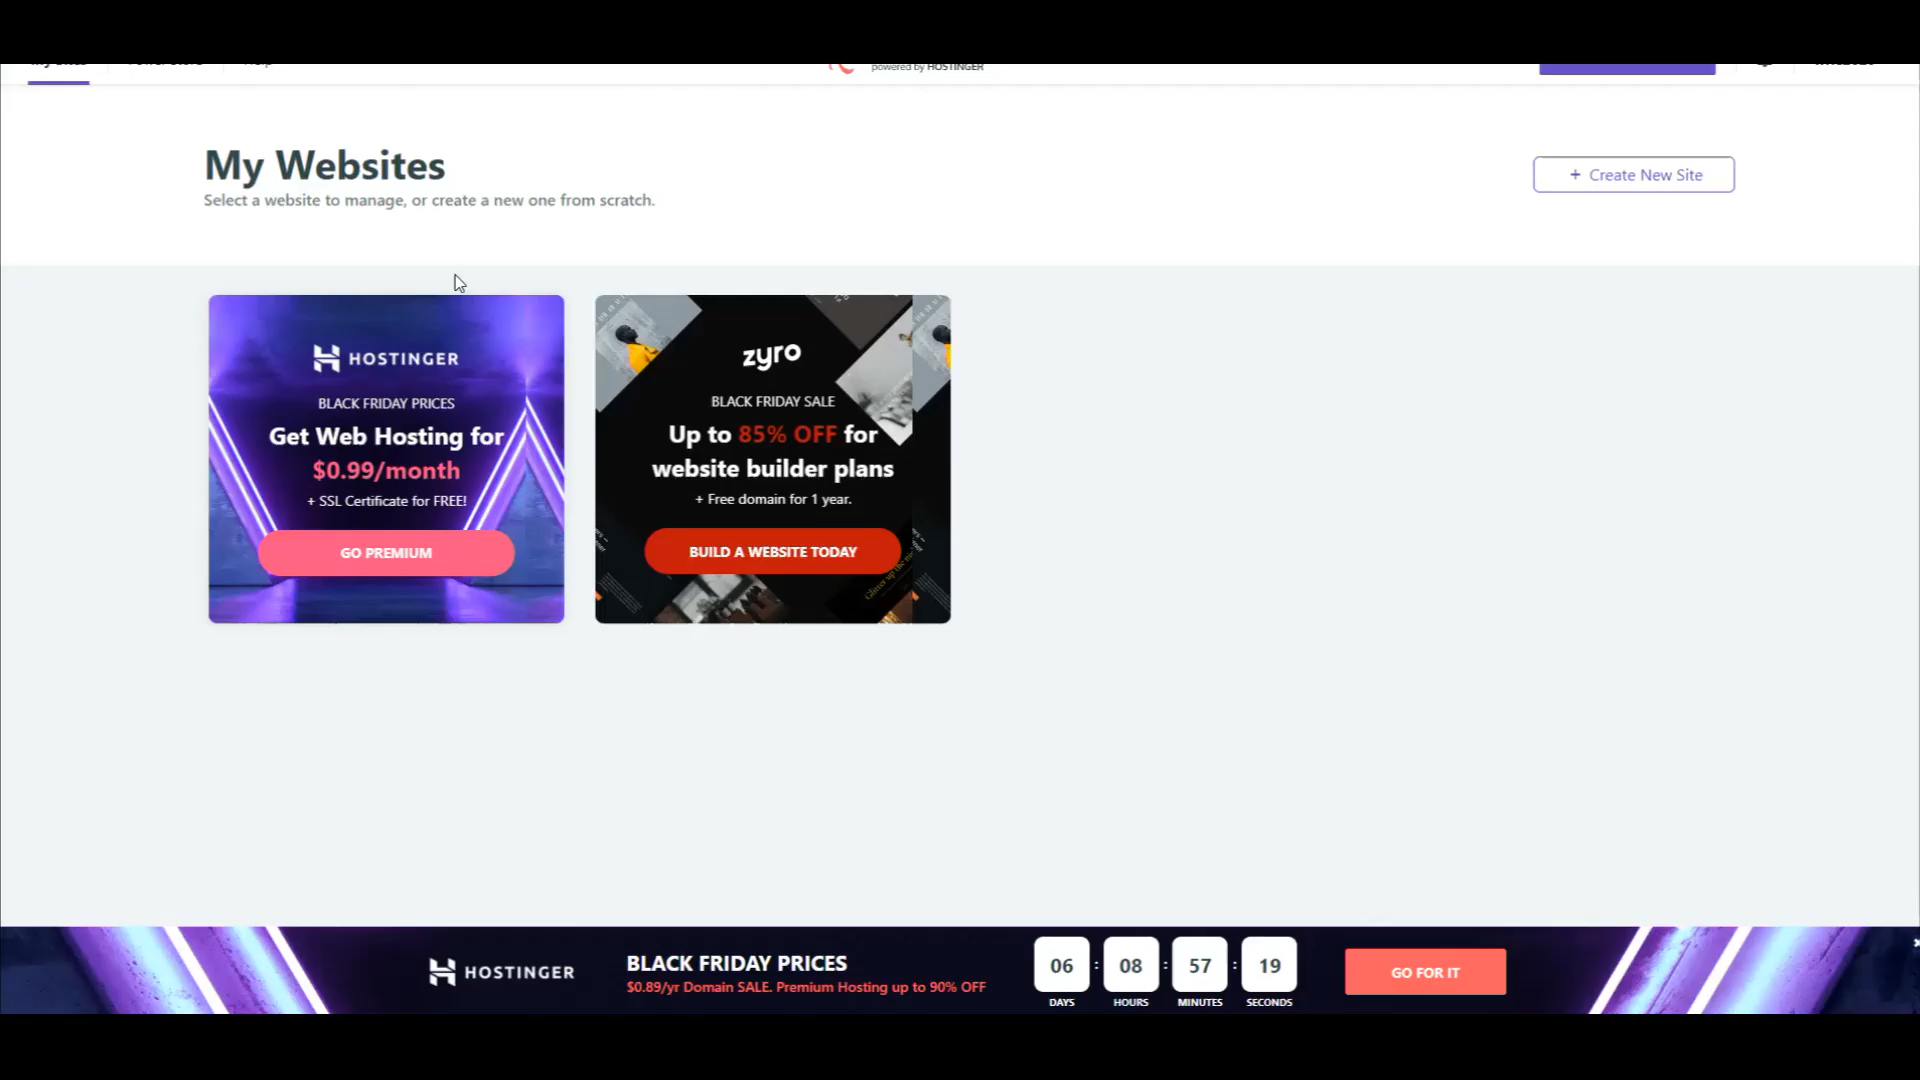 powered by HOSTINGER
My Websites
Select a website to manage, or create a new one from scratch.
+ Create New Site
HOSTINGER
BLACK FRIDAY PRICES
Get Web Hosting for
$0.99/month
+ SSL Certificate for FREE!
GO PREMIUM
zyro
BLACK FRIDAY SALE
Up to 85% OFF for
website builder plans
+ Free domain for 1 year.
BUILD A WEBSITE TODAY
HOSTINGER
BLACK FRIDAY PRICES
$0.89/yr Domain SALE. Premium Hosting up to 90% OFF
06 : 08 : 57 : 19
DAYS HOURS MINUTES SECONDS
GO FOR IT